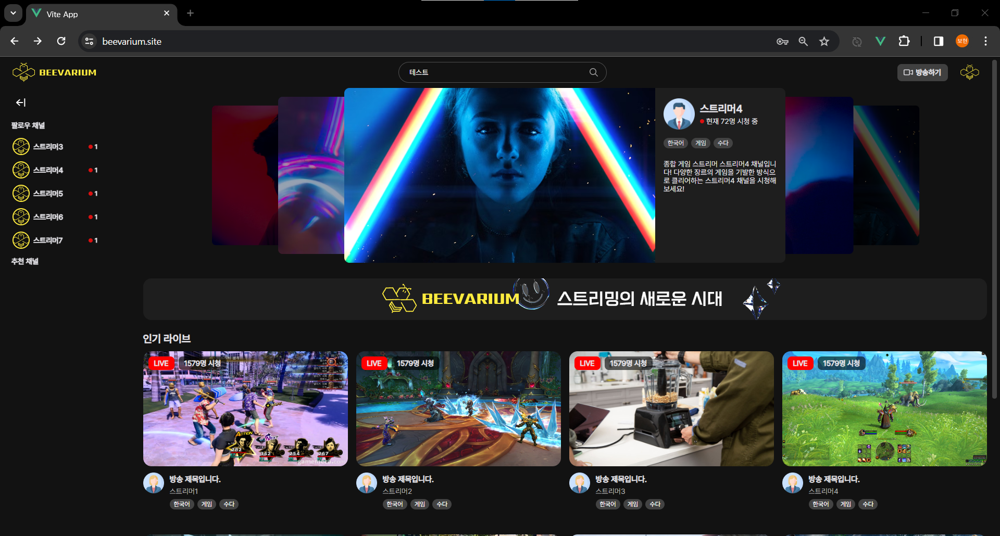 Vite App
beevarium.site
보현
BEEVARIUM
테스트
방송하기
팔로우 채널
스트리머3 1
스트리머4 1
스트리머5 1
스트리머6 1
스트리머7 1
추천 채널
스트리머4
현재 72명 시청 중
한국어 게임 수다
종합 게임 스트리머 스트리머4 채널입니
다! 다양한 장르의 게임을 기발한 방식으
로 클리어하는 스트리머4 채널을 시청해
보세요!
BEEVARIUM 스트리밍의 새로운 시대
인기 라이브
LIVE 1579명 시청
ACTION
NEXT
282
342
254
267
gamemeca.com
방송 제목입니다.
스트리머1
한국어 게임 수다
LIVE 1579명 시청
방송 제목입니다.
스트리머2
한국어 게임 수다
LIVE 1579명 시청
방송 제목입니다.
스트리머3
한국어 게임 수다
LIVE 1579명 시청
방송 제목입니다.
스트리머4
한국어 게임 수다